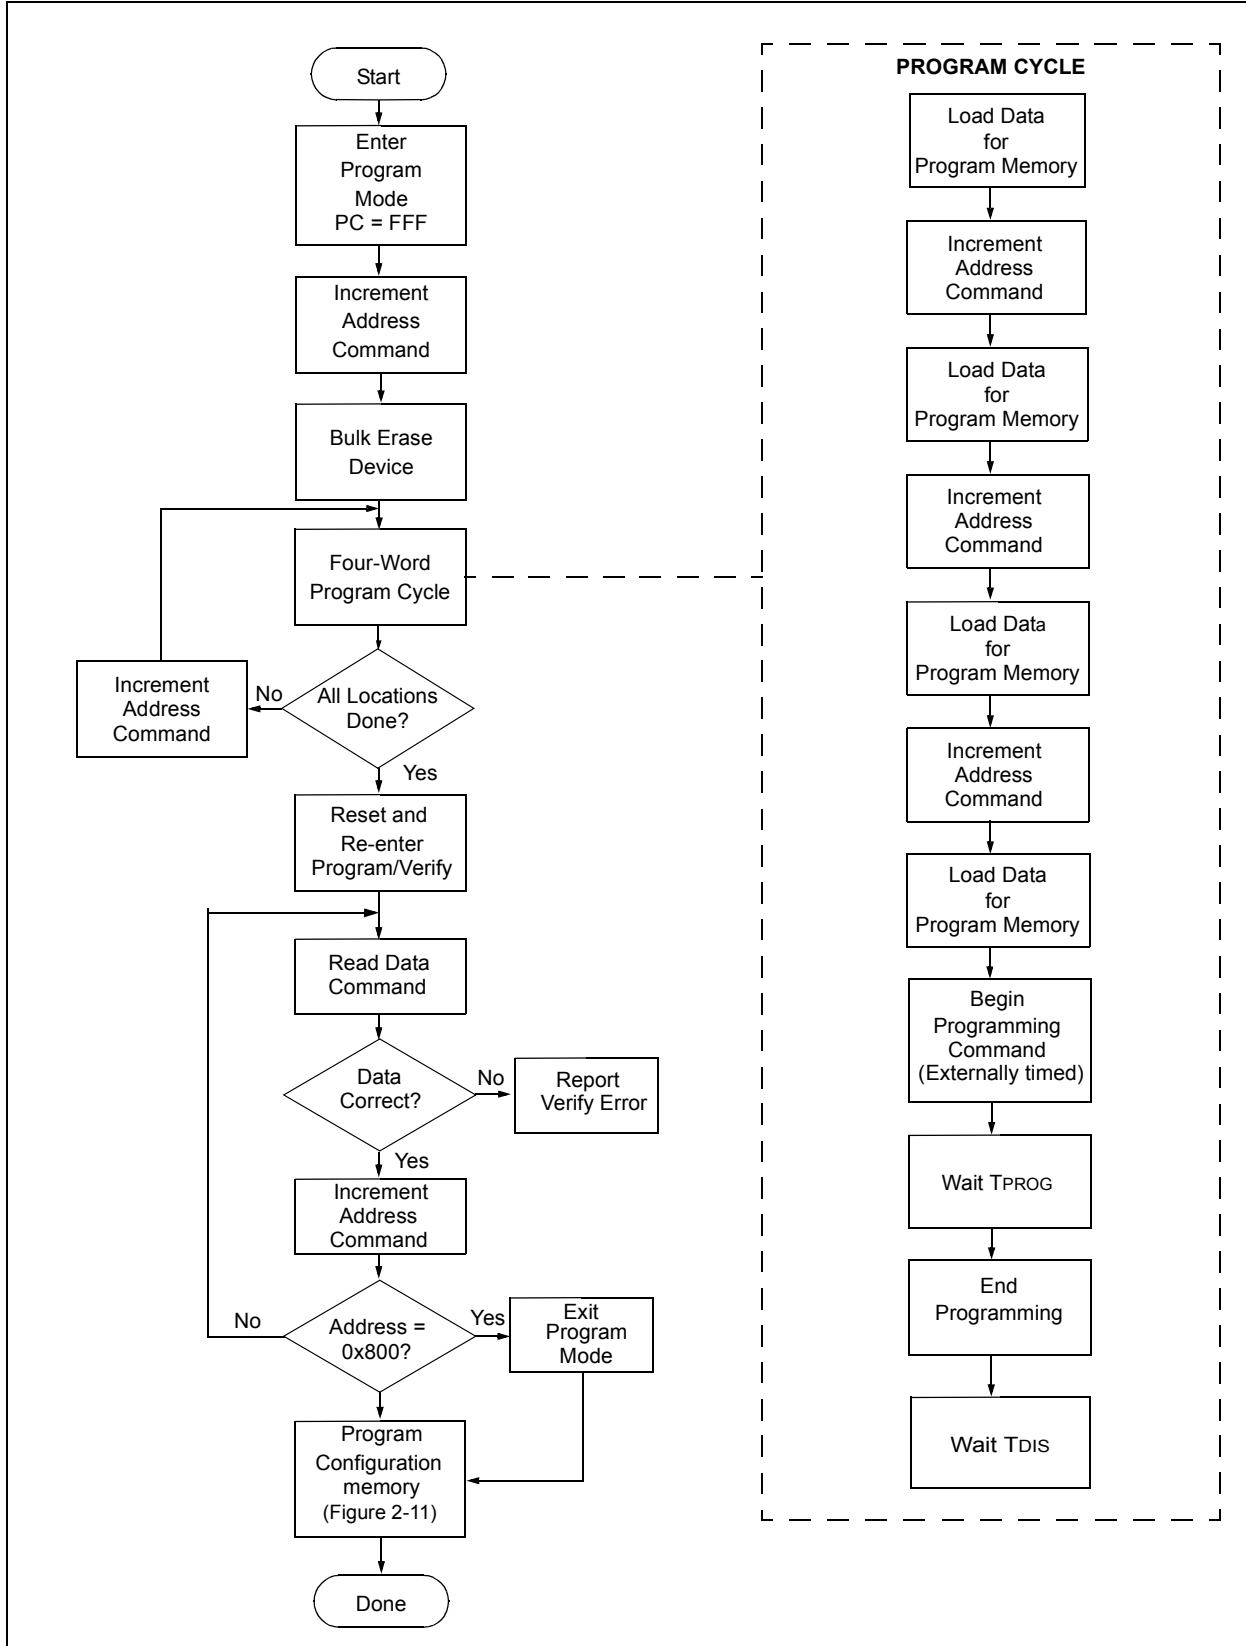 Start
Enter
Program
Mode
PC = FFF
Increment
Address
Command
Bulk Erase
Device
Four-Word
Program Cycle
All Locations
Done?
No
Increment
Address
Command
Yes
Reset and
Re-enter
Program/Verify
Read Data
Command
Data
Correct?
No
Report
Verify Error
Yes
Increment
Address
Command
Address =
0x800?
No
Yes
Exit
Program
Mode
Program
Configuration
memory
(Figure 2-11)
Done
PROGRAM CYCLE
Load Data
for
Program Memory
Increment
Address
Command
Load Data
for
Program Memory
Increment
Address
Command
Load Data
for
Program Memory
Increment
Address
Command
Load Data
for
Program Memory
Begin
Programming
Command
(Externally timed)
Wait TPROG
End
Programming
Wait TDIS